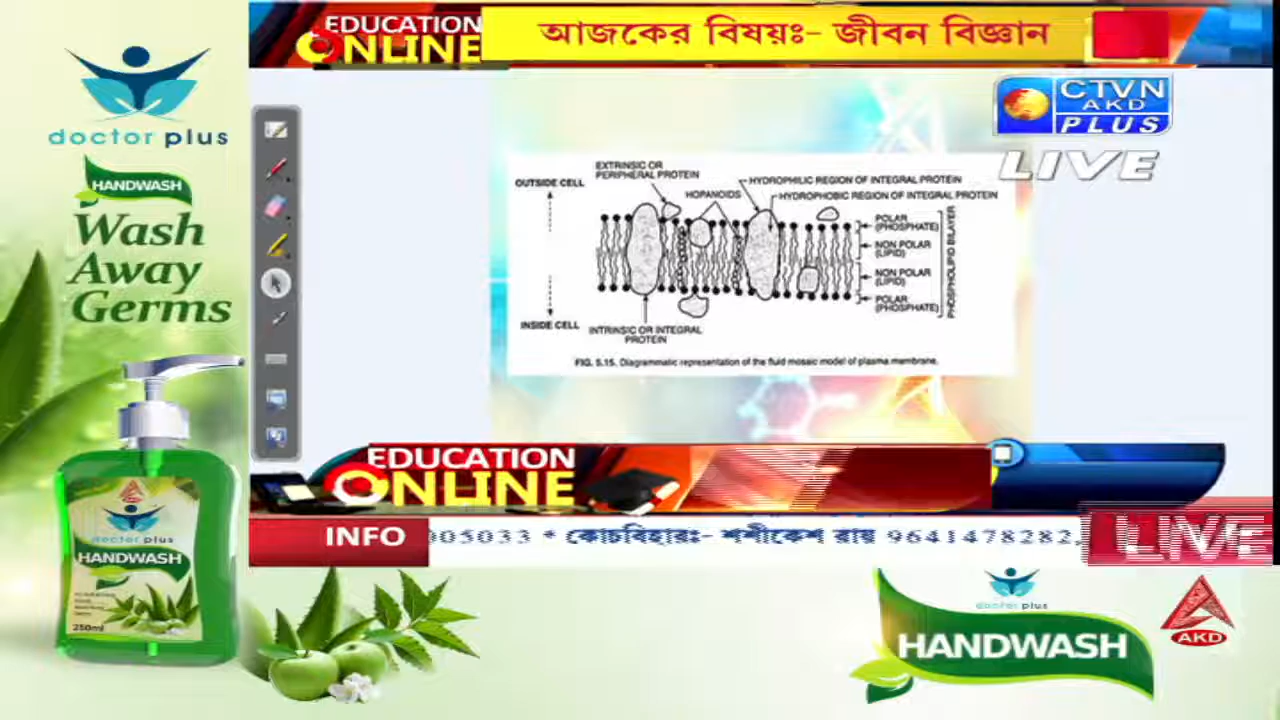 doctor plus
HANDWASH
Wash
Away
Germs
doctor plus
HANDWASH
250ml
EDUCATION
ONLINE
আজকের বিষয়ঃ- জীবন বিজ্ঞান
CTVN
AKD
PLUS
LIVE
EXTRINSIC OR
PERIPHERAL PROTEIN
OUTSIDE CELL
HOPANOIDS
HYDROPHILIC REGION OF INTEGRAL PROTEIN
HYDROPHOBIC REGION OF INTEGRAL PROTEIN
POLAR
(PHOSPHATE)
NON POLAR
(LIPID)
NON POLAR
(LIPID)
POLAR
(PHOSPHATE)
PHOSPHOLIPID BILAYER
INSIDE CELL
INTRINSIC OR INTEGRAL
PROTEIN
FIG. 5.15. Diagrammatic representation of the fluid mosaic model of plasma membrane.
EDUCATION
ONLINE
INFO
05033 * কোচবিহারঃ- শশীকেশ রায় 9641478282,
LIVE
doctor plus
HANDWASH
AKD